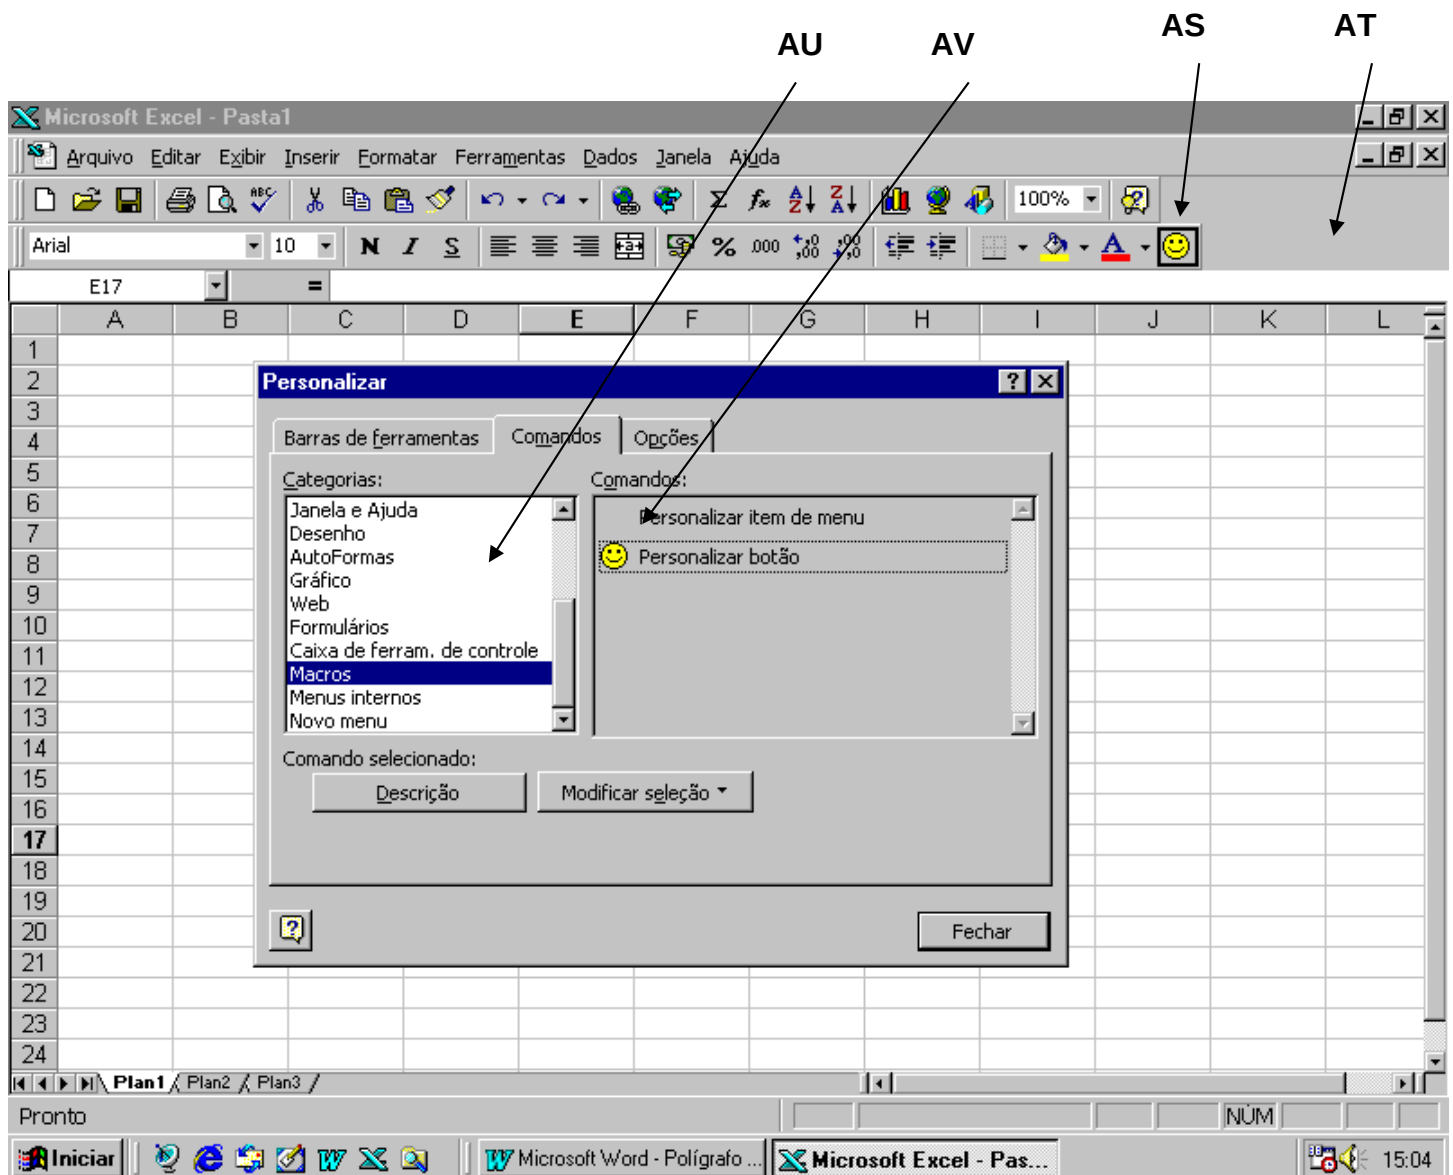 AU AV AS AT
Microsoft Excel - Pasta1
Arquivo Editar Exibir Inserir Formatar Ferramentas Dados Janela Ajuda
ABC Σ fx A Z Z A 100% ?
Arial 10 N I S a % .000 ,00 A
E17 =
A B C D E F G H I J K L
1
2
3
4
5
6
7
8
9
10
11
12
13
14
15
16
17
18
19
20
21
22
23
24
Personalizar
Barras de ferramentas Comandos Opções
Categorias: Comandos:
Janela e Ajuda
Desenho
AutoFormas
Gráfico
Web
Formulários
Caixa de ferram. de controle
Macros
Menus internos
Novo menu
Personalizar item de menu
Personalizar botão
Comando selecionado:
Descrição Modificar seleção
Fechar
Plan1 Plan2 Plan3
Pronto NÚM
Iniciar Microsoft Word - Polígrafo ... Microsoft Excel - Pas... 15:04